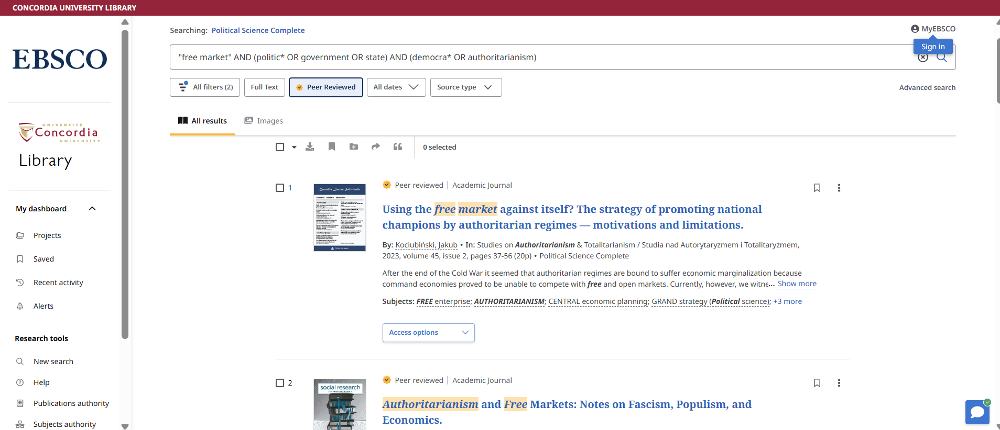 CONCORDIA UNIVERSITY LIBRARY
EBSCO
UNIVERSITÉ
Concordia
UNIVERSITY
Library
My dashboard
Projects
Saved
Recent activity
Alerts
Research tools
New search
Help
Publications authority
Subjects authority
Searching: Political Science Complete
MyEBSCO
Sign in
"free market" AND (politic* OR government OR state) AND (democra* OR authoritarianism)
All filters (2)
Full Text
Peer Reviewed
All dates
Source type
Advanced search
All results
Images
0 selected
1
Peer reviewed | Academic Journal
Using the free market against itself? The strategy of promoting national
champions by authoritarian regimes — motivations and limitations.
By: Kociubiński, Jakub • In: Studies on Authoritarianism & Totalitarianism / Studia nad Autorytaryzmem i Totalitaryzmem,
2023, volume 45, issue 2, pages 37-56 (20p) • Political Science Complete
After the end of the Cold War it seemed that authoritarian regimes are bound to suffer economic marginalization because
command economies proved to be unable to compete with free and open markets. Currently, however, we witne... Show more
Subjects: FREE enterprise; AUTHORITARIANISM; CENTRAL economic planning; GRAND strategy (Political science); +3 more
Access options
2
social research
Peer reviewed | Academic Journal
Authoritarianism and Free Markets: Notes on Fascism, Populism, and
Economics.